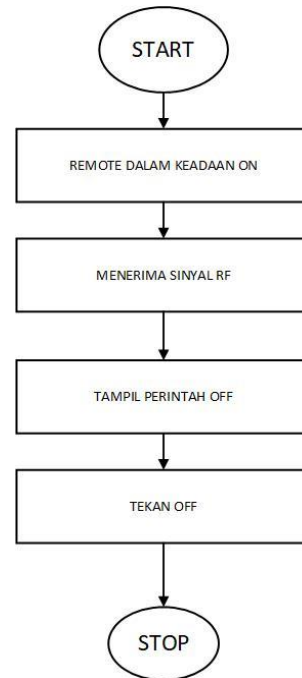 START
REMOTE DALAM KEADAAN ON
MENERIMA SINYAL RF
TAMPIL PERINTAH OFF
TEKAN OFF
STOP